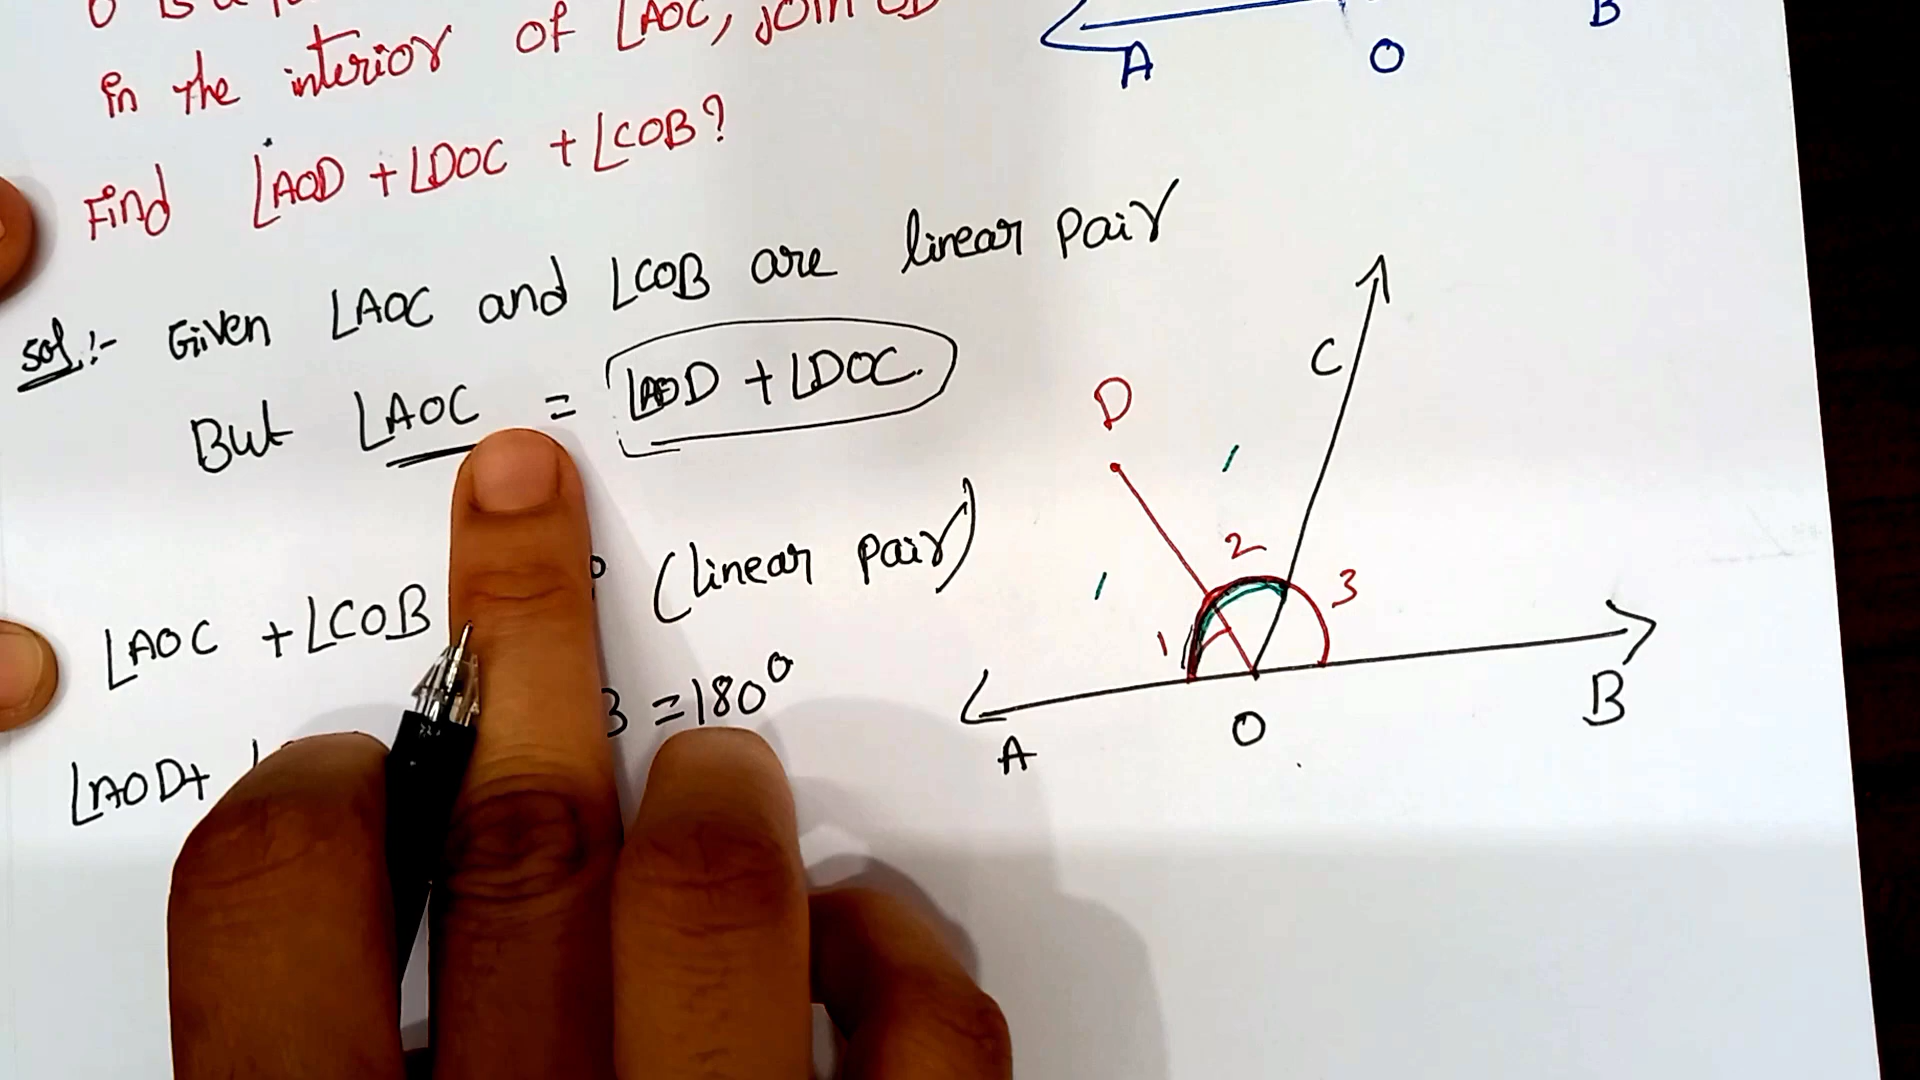 in the interior of ∠AOC, join OD
Find ∠AOD + ∠DOC + ∠COB?
Sol:- Given ∠AOC and ∠COB are linear pair
But ∠AOC = ∠AOD + ∠DOC.
∠AOC + ∠COB (linear pair)
∠AOD+ = 180°
A O B
D C
1 2 3
A O B